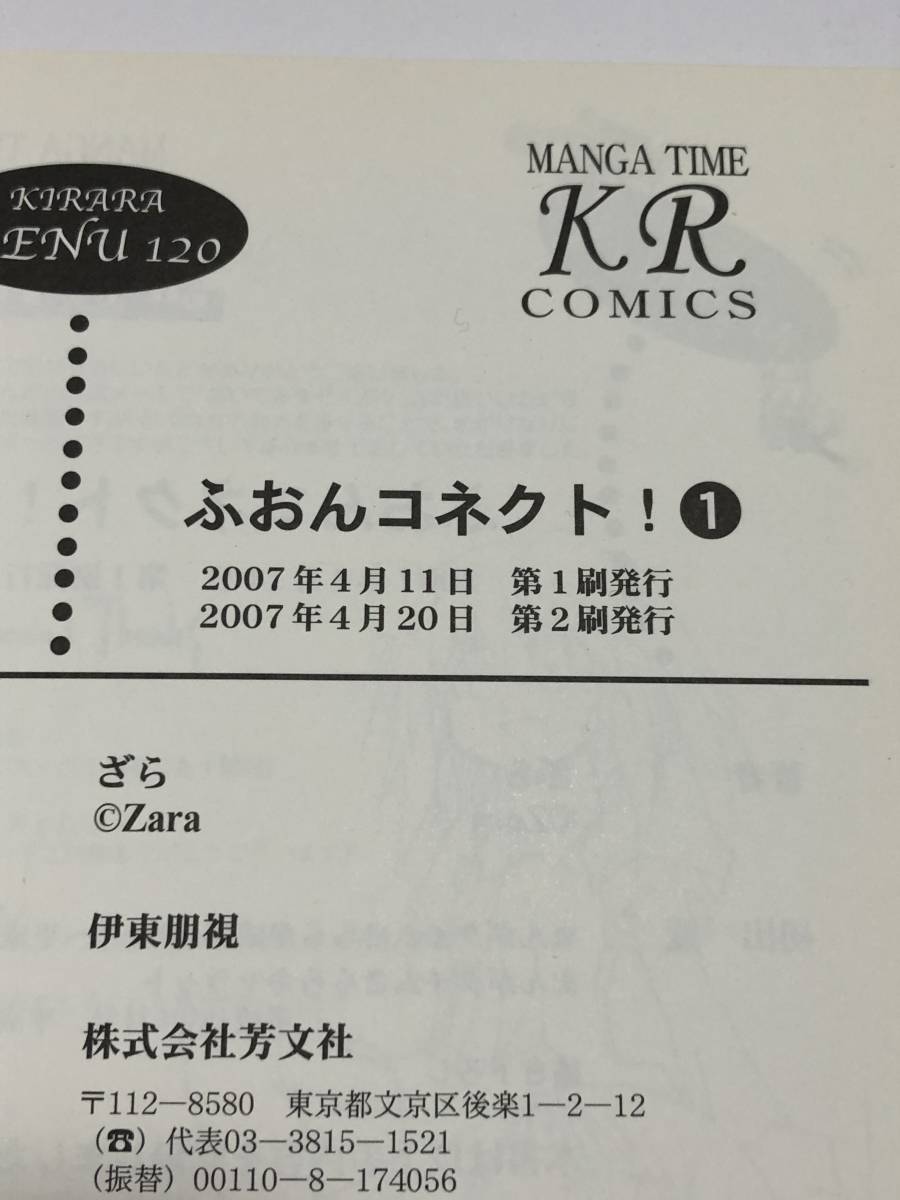 KIRARA
ENU 120
MANGA TIME
KR
COMICS
ふおんコネクト！❶
2007年4月11日　第1刷発行
2007年4月20日　第2刷発行
ざら
©Zara
伊東朋視
株式会社芳文社
〒112―8580　東京都文京区後楽1―2―12
（☎）代表03―3815―1521
（振替）00110―8―174056